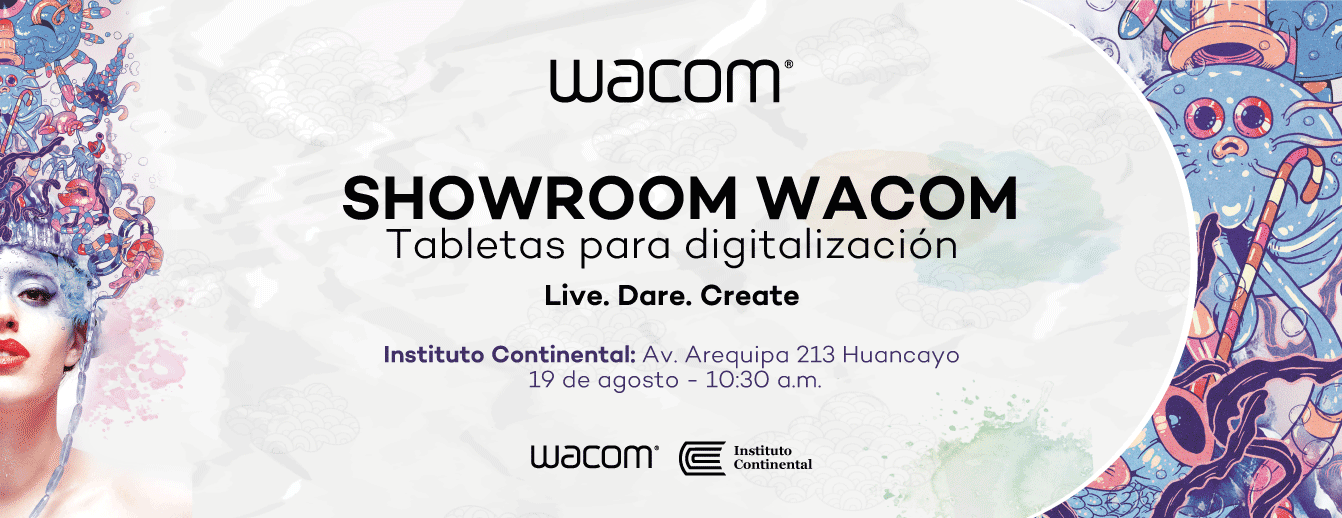 wacom®
SHOWROOM WACOM
Tabletas para digitalización
Live. Dare. Create
Instituto Continental: Av. Arequipa 213 Huancayo
19 de agosto - 10:30 a.m.
wacom®
Instituto
Continental